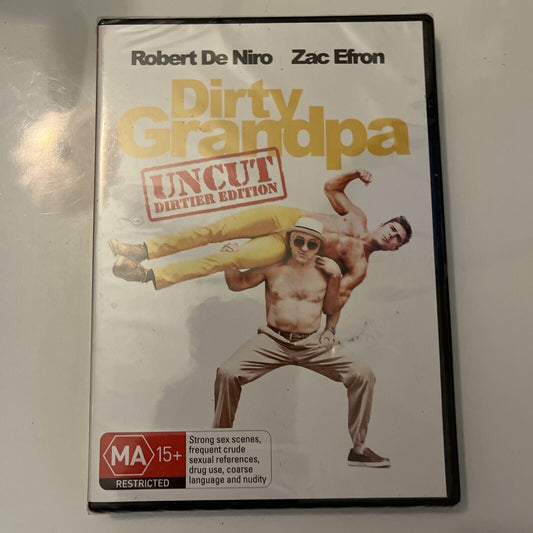 Robert De Niro Zac Efron
Dirty
Grandpa
UNCUT
DIRTIER EDITION
MA 15+
RESTRICTED
Strong sex scenes,
frequent crude
sexual references,
drug use, coarse
language and nudity